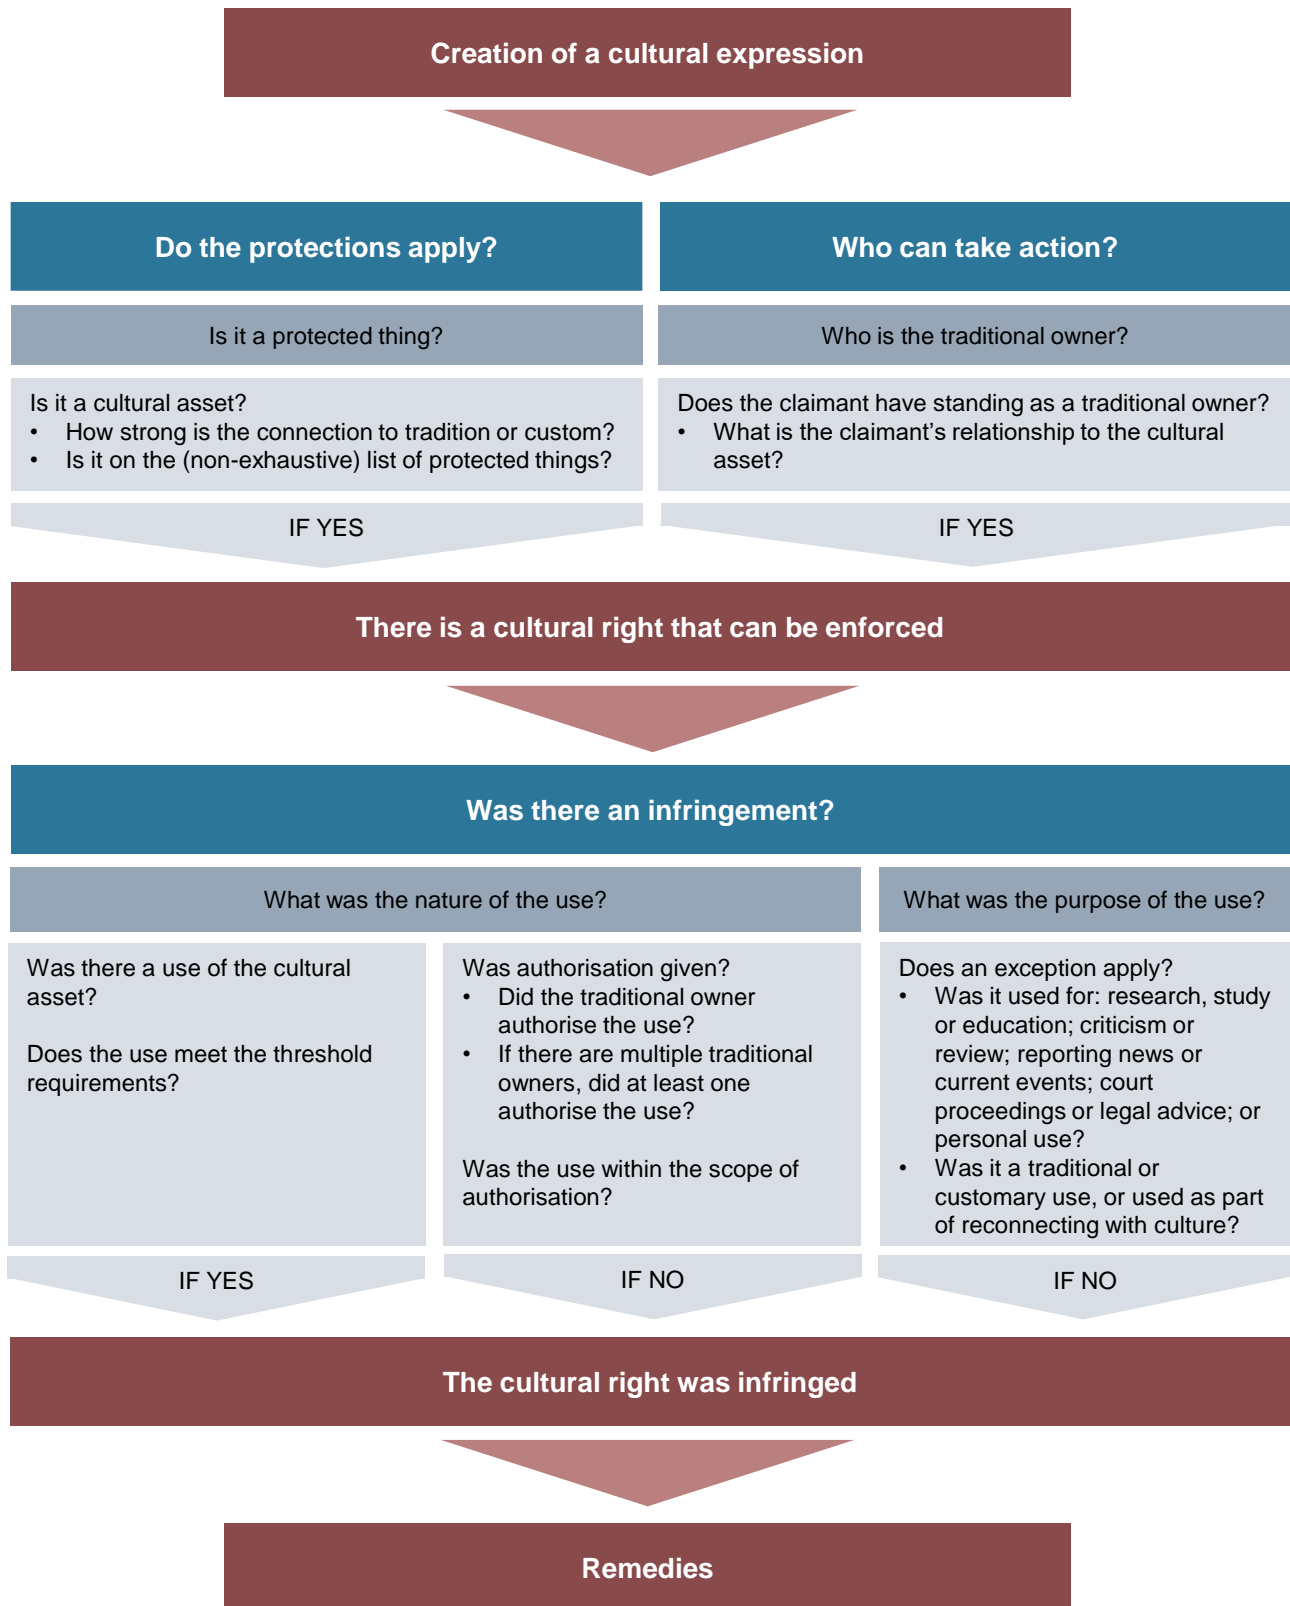 Creation of a cultural expression
Do the protections apply?
Who can take action?
Is it a protected thing?
Who is the traditional owner?
Is it a cultural asset?
• How strong is the connection to tradition or custom?
• Is it on the (non-exhaustive) list of protected things?
Does the claimant have standing as a traditional owner?
• What is the claimant's relationship to the cultural
asset?
IF YES
IF YES
There is a cultural right that can be enforced
Was there an infringement?
What was the nature of the use?
What was the purpose of the use?
Was there a use of the cultural
asset?
Does the use meet the threshold
requirements?
Was authorisation given?
• Did the traditional owner
authorise the use?
• If there are multiple traditional
owners, did at least one
authorise the use?
Was the use within the scope of
authorisation?
Does an exception apply?
• Was it used for: research, study
or education; criticism or
review; reporting news or
current events; court
proceedings or legal advice; or
personal use?
• Was it a traditional or
customary use, or used as part
of reconnecting with culture?
IF YES
IF NO
IF NO
The cultural right was infringed
Remedies